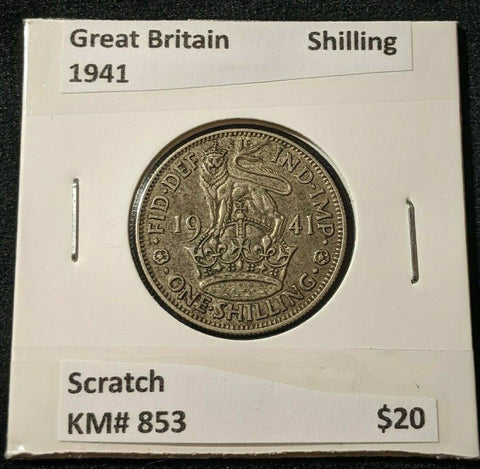 Great Britain Shilling
1941
·FID·DEF IND·IMP·
19 41
·ONE·SHILLING·
Scratch
KM# 853 $20